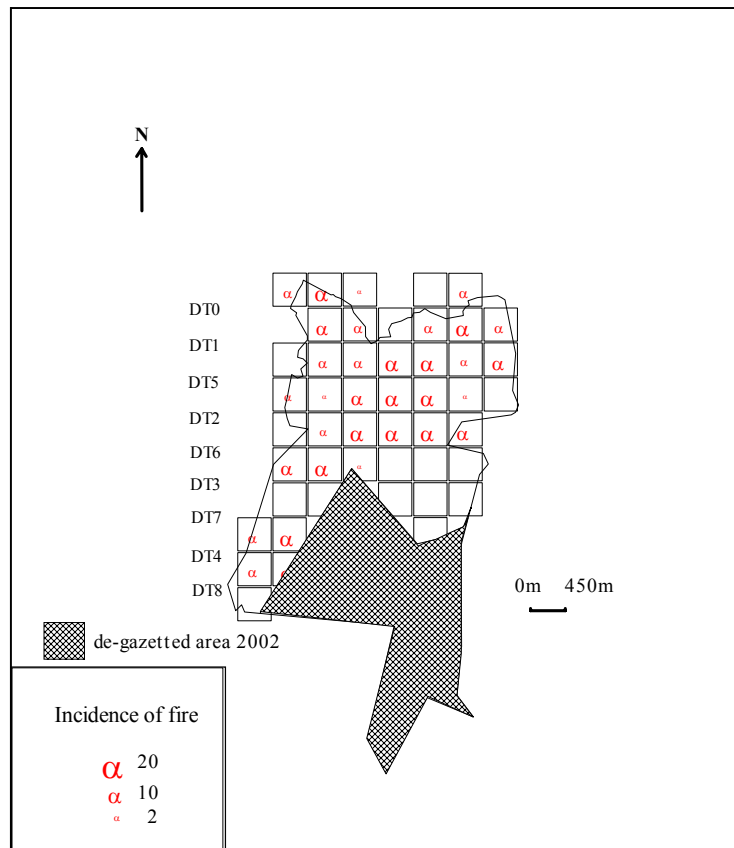 N
α α α α
DT0
α α α α α
DT1
α α α α α α
DT5
α α α α α α
DT2
α α α α α
DT6
α α α
DT3
DT7
α α
DT4
α α
DT8
0m 450m
de-gazetted area 2002
Incidence of fire
α 20
α 10
α 2